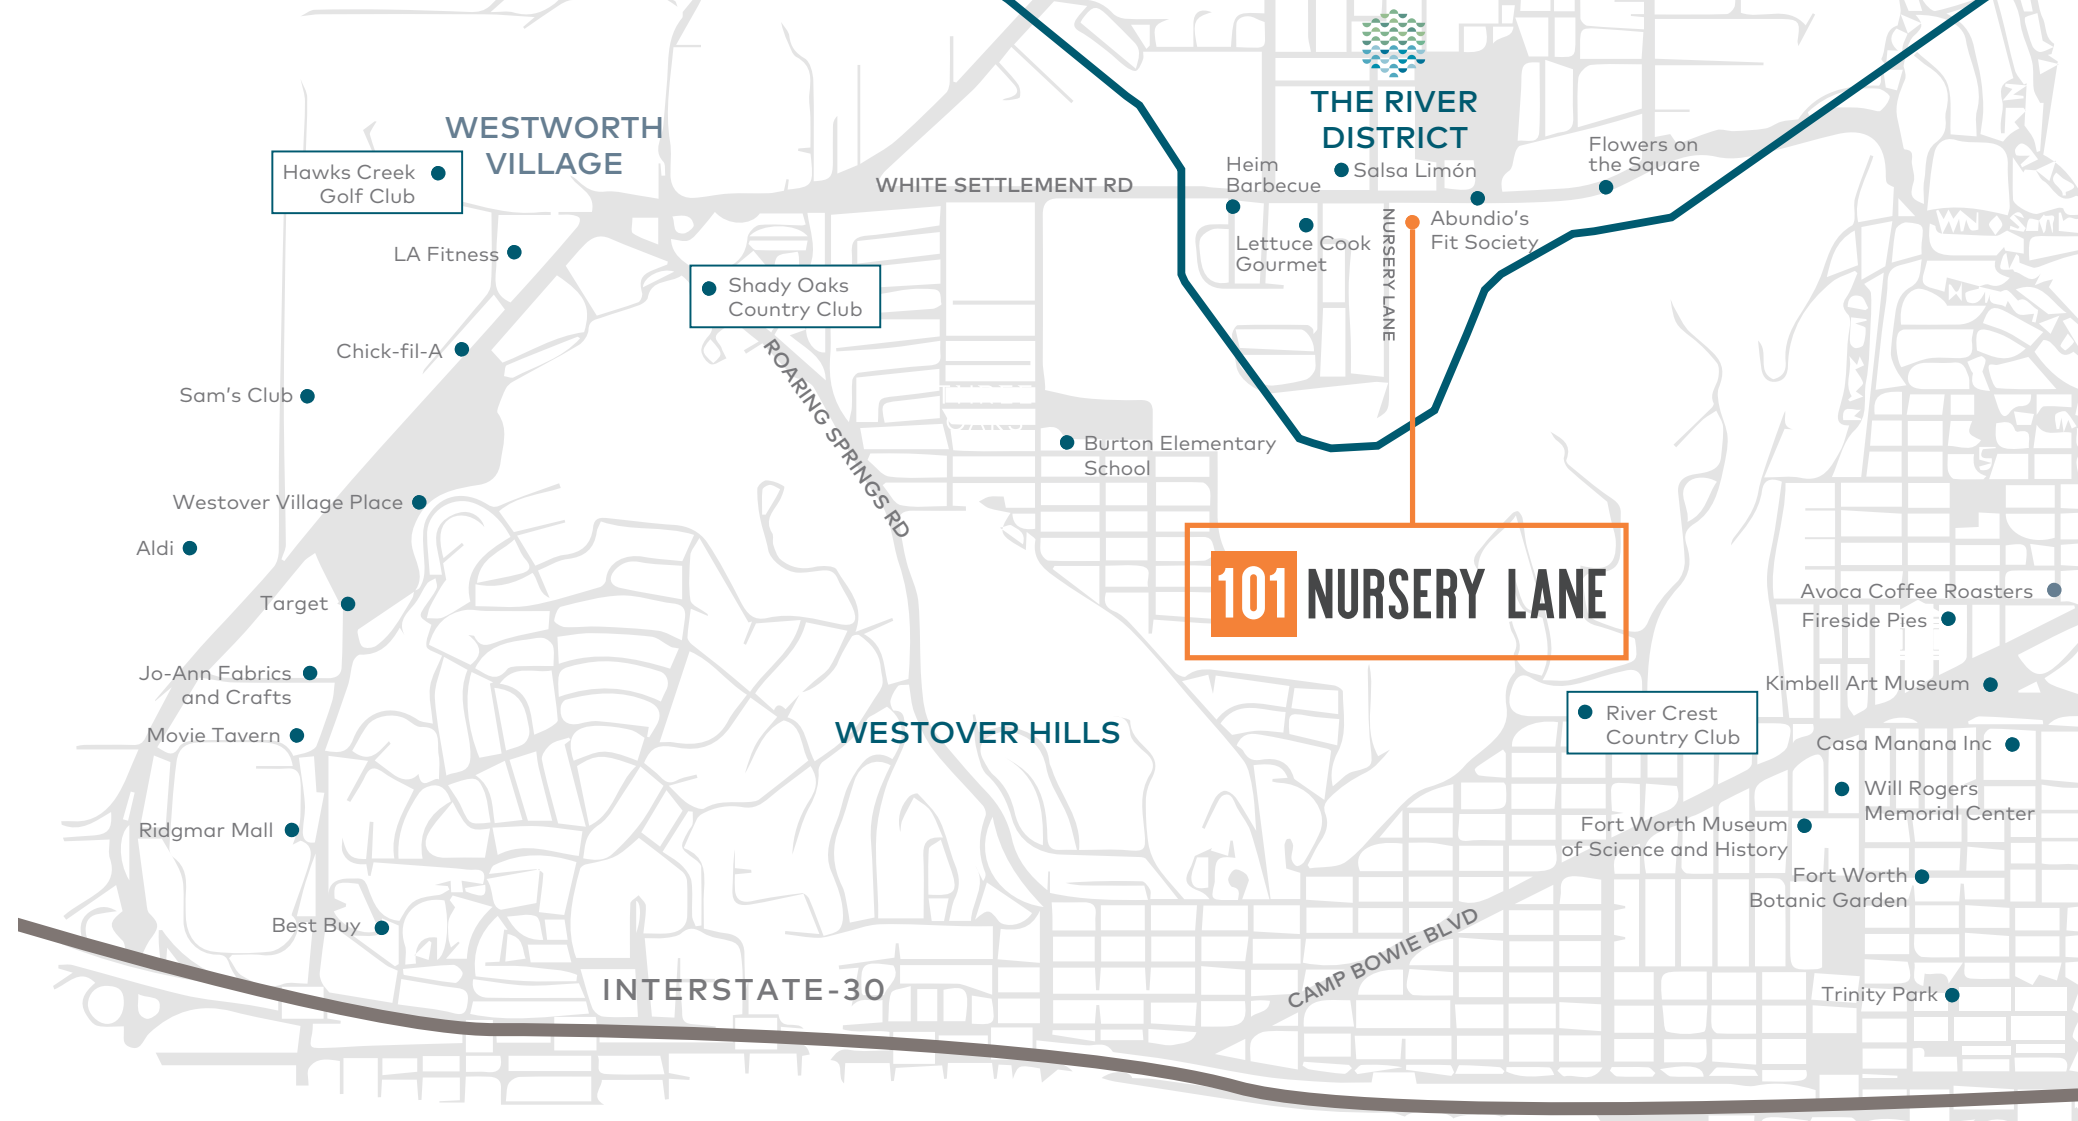 THE RIVER
DISTRICT
WESTWORTH
VILLAGE
Hawks Creek
Golf Club
WHITE SETTLEMENT RD
Heim
Barbecue
Salsa Limón
Flowers on
the Square
Lettuce Cook
Gourmet
NURSERY LANE
Abundio's
Fit Society
LA Fitness
Shady Oaks
Country Club
Chick-fil-A
ROARING SPRINGS RD
Sam's Club
Burton Elementary
School
Westover Village Place
Aldi
Target
101 NURSERY LANE
Avoca Coffee Roasters
Fireside Pies
Jo-Ann Fabrics
and Crafts
Kimbell Art Museum
Movie Tavern
WESTOVER HILLS
River Crest
Country Club
Casa Manana Inc
Will Rogers
Memorial Center
Ridgmar Mall
Fort Worth Museum
of Science and History
Fort Worth
Botanic Garden
Best Buy
CAMP BOWIE BLVD
INTERSTATE-30
Trinity Park